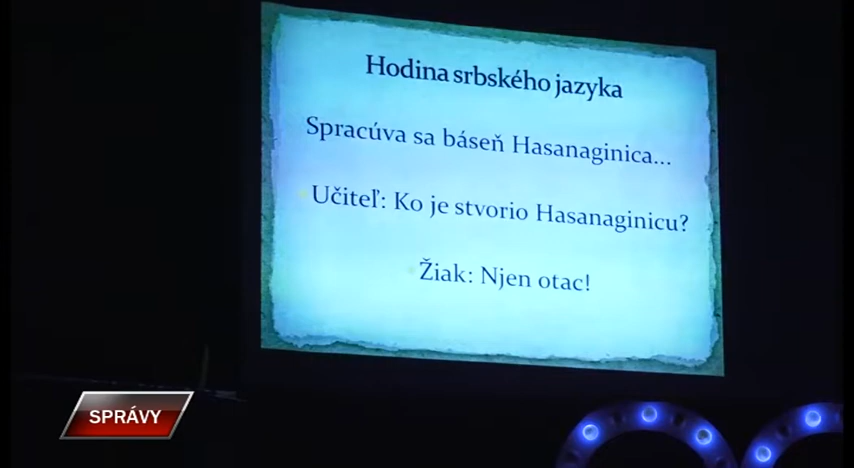 Hodina srbského jazyka
Spracúva sa báseň Hasanaginica...
Učiteľ: Ko je stvorio Hasanaginicu?
Žiak: Njen otac!
SPRÁVY